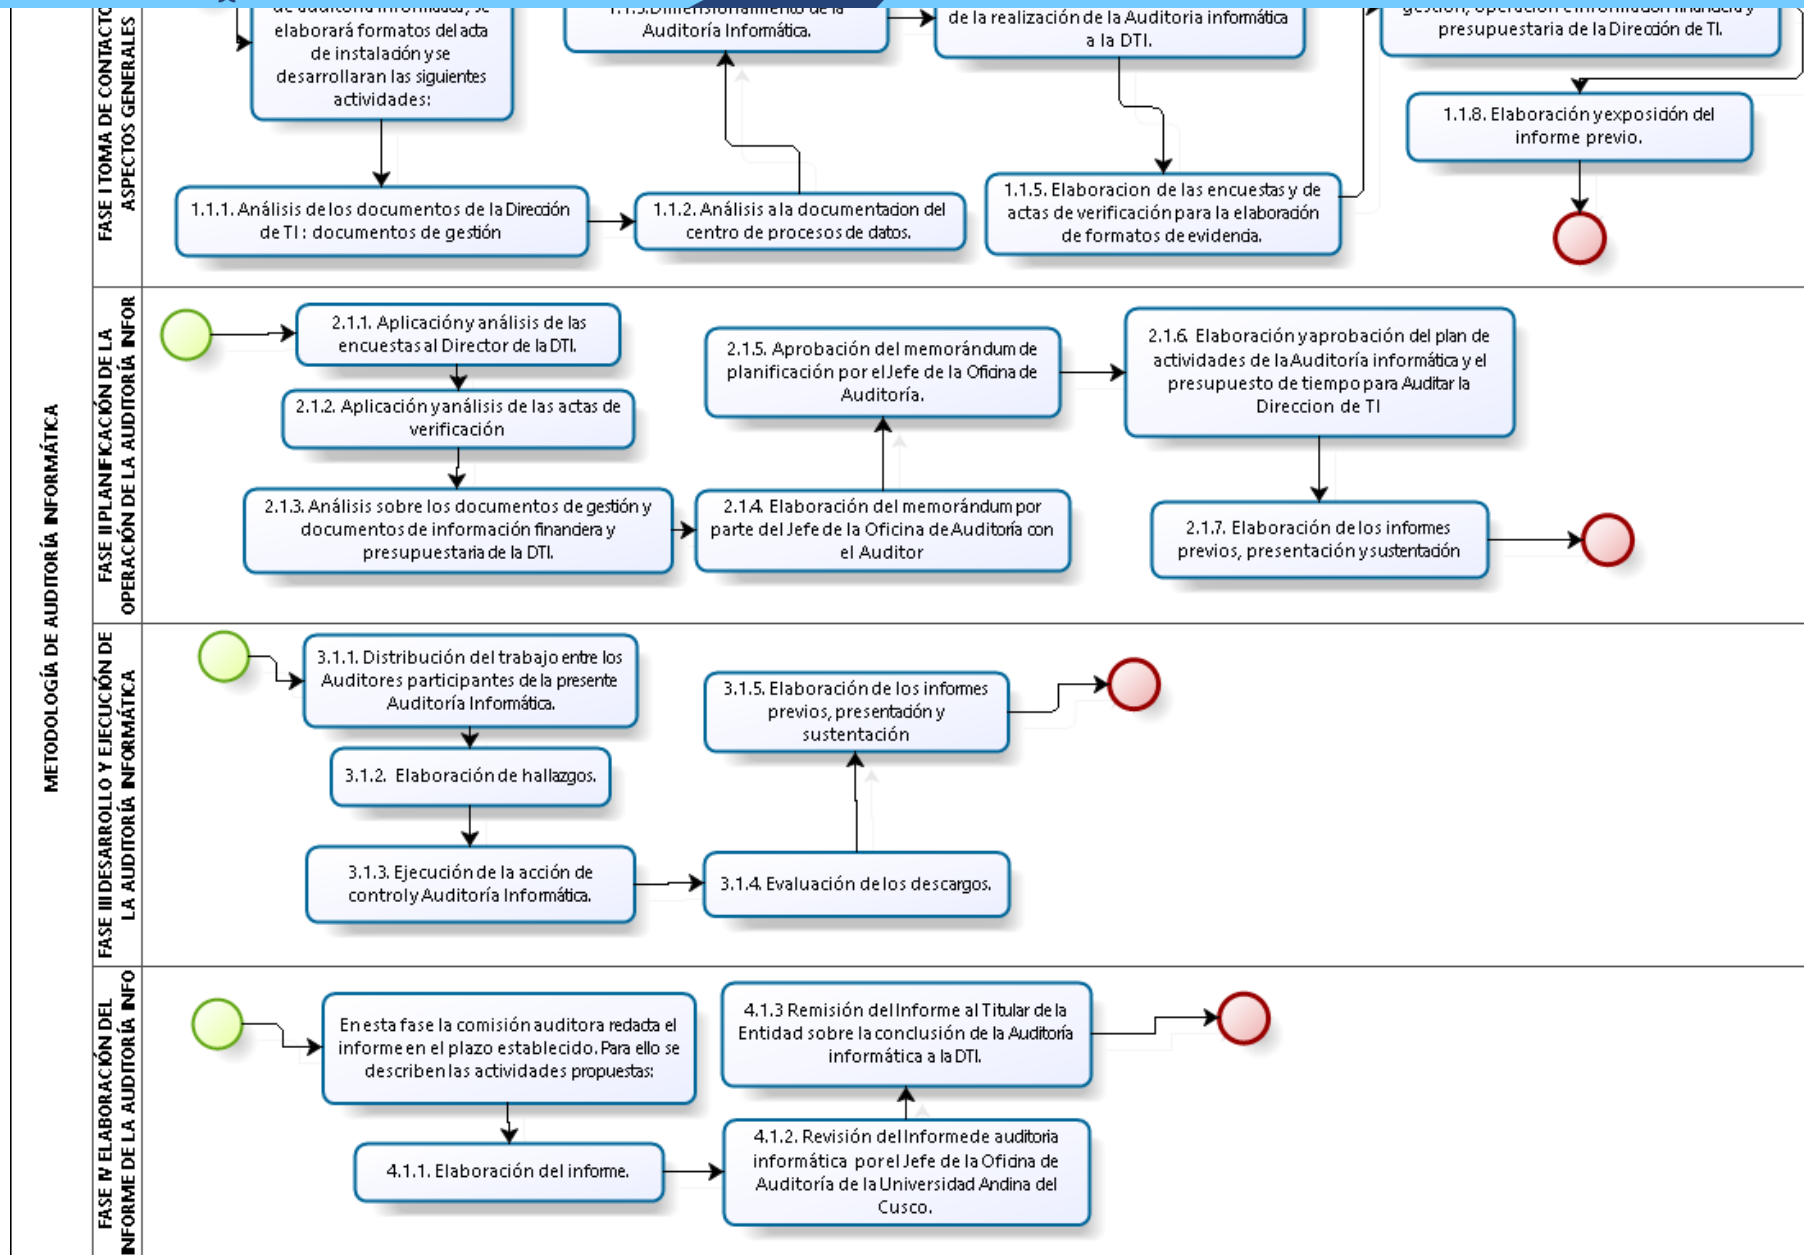 METODOLOGÍA DE AUDITORÍA INFORMÁTICA
FASE I TOMA DE CONTACTO
ASPECTOS GENERALES
de auditoria informatica, se
elaborará formatos del acta
de instalación y se
desarrollaran las siguientes
actividades:
1.1.1. Análisis de los documentos de la Dirección
de TI : documentos de gestión
1.1.2. Análisis a la documentacion del
centro de procesos de datos.
1.1.3. Dimensionamiento de la
Auditoría Informática.
de la realización de la Auditoria informática
a la DTI.
1.1.5. Elaboracion de las encuestas y de
actas de verificación para la elaboración
de formatos de evidencia.
gestión, operación e información financiera y
presupuestaria de la Dirección de TI.
1.1.8. Elaboración y exposición del
informe previo.
FASE II PLANIFICACIÓN DE LA
OPERACIÓN DE LA AUDITORÍA INFOR
2.1.1. Aplicación y análisis de las
encuestas al Director de la DTI.
2.1.2. Aplicación y análisis de las actas de
verificación
2.1.3. Análisis sobre los documentos de gestión y
documentos de información financiera y
presupuestaria de la DTI.
2.1.4. Elaboración del memorándum por
parte del Jefe de la Oficina de Auditoría con
el Auditor
2.1.5. Aprobación del memorándum de
planificación por el Jefe de la Oficina de
Auditoría.
2.1.6. Elaboración y aprobación del plan de
actividades de la Auditoría informática y el
presupuesto de tiempo para Auditar la
Direccion de TI
2.1.7. Elaboración de los informes
previos, presentación y sustentación
FASE III DESARROLLO Y EJECUCIÓN DE
LA AUDITORÍA INFORMÁTICA
3.1.1. Distribución del trabajo entre los
Auditores participantes de la presente
Auditoría Informática.
3.1.2. Elaboración de hallazgos.
3.1.3. Ejecución de la acción de
control y Auditoría Informática.
3.1.4. Evaluación de los descargos.
3.1.5. Elaboración de los informes
previos, presentación y
sustentación
FASE IV ELABORACIÓN DEL
INFORME DE LA AUDITORÍA INFO
En esta fase la comisión auditora redacta el
informe en el plazo establecido. Para ello se
describen las actividades propuestas:
4.1.1. Elaboración del informe.
4.1.2. Revisión del Informe de auditoria
informática por el Jefe de la Oficina de
Auditoría de la Universidad Andina del
Cusco.
4.1.3 Remisión del Informe al Titular de la
Entidad sobre la conclusión de la Auditoría
informática a la DTI.